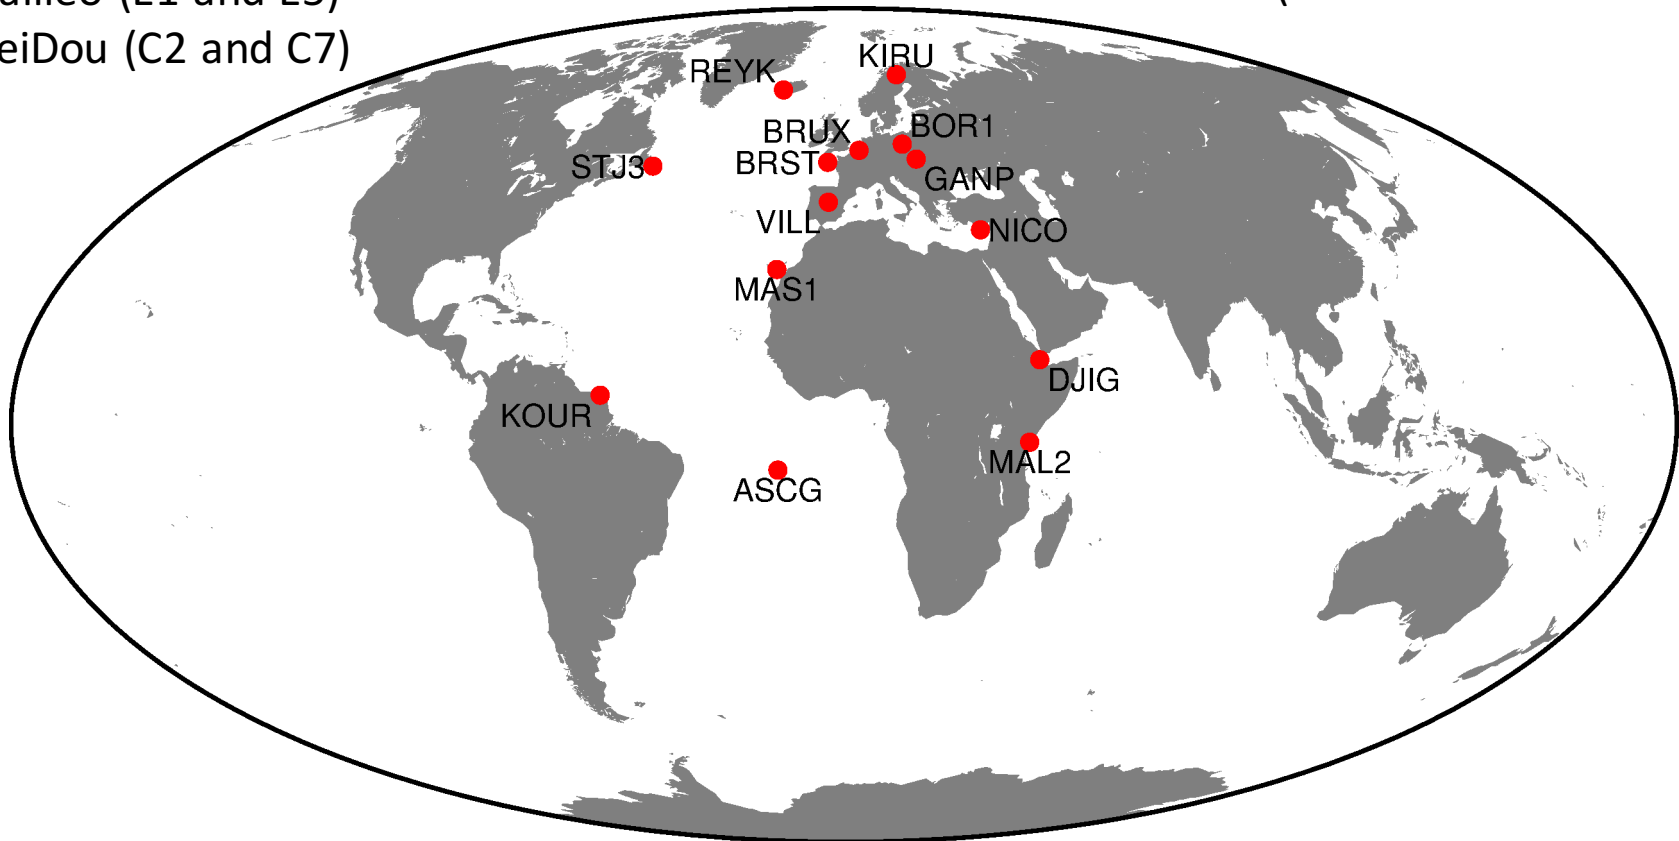 eiDou (C2 and C7)
KIRU
REYK
BOR1
BRUX
BRST
STJ3
GANP
VILL
NICO
MAS1
DJIG
KOUR
MAL2
ASCG